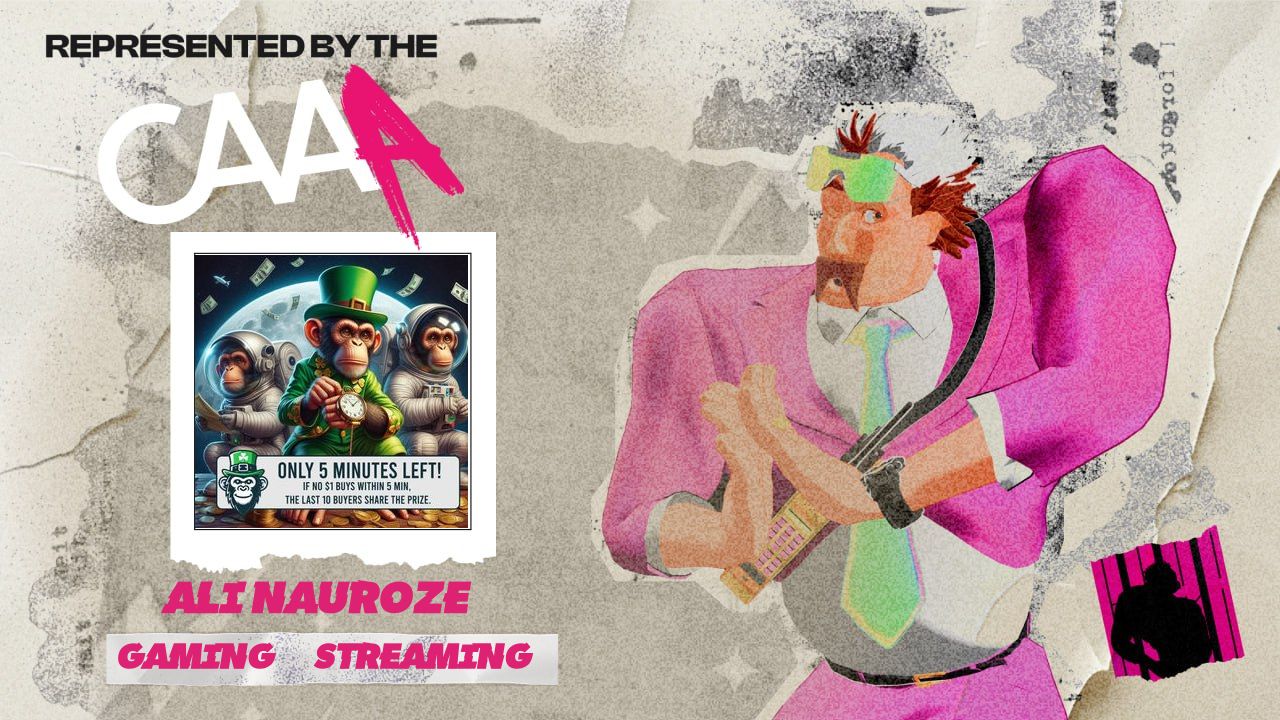 REPRESENTED BY THE
CAAA
ONLY 5 MINUTES LEFT!
IF NO $1 BUYS WITHIN 5 MIN,
THE LAST 10 BUYERS SHARE THE PRIZE.
ALI NAUROZE
GAMING STREAMING